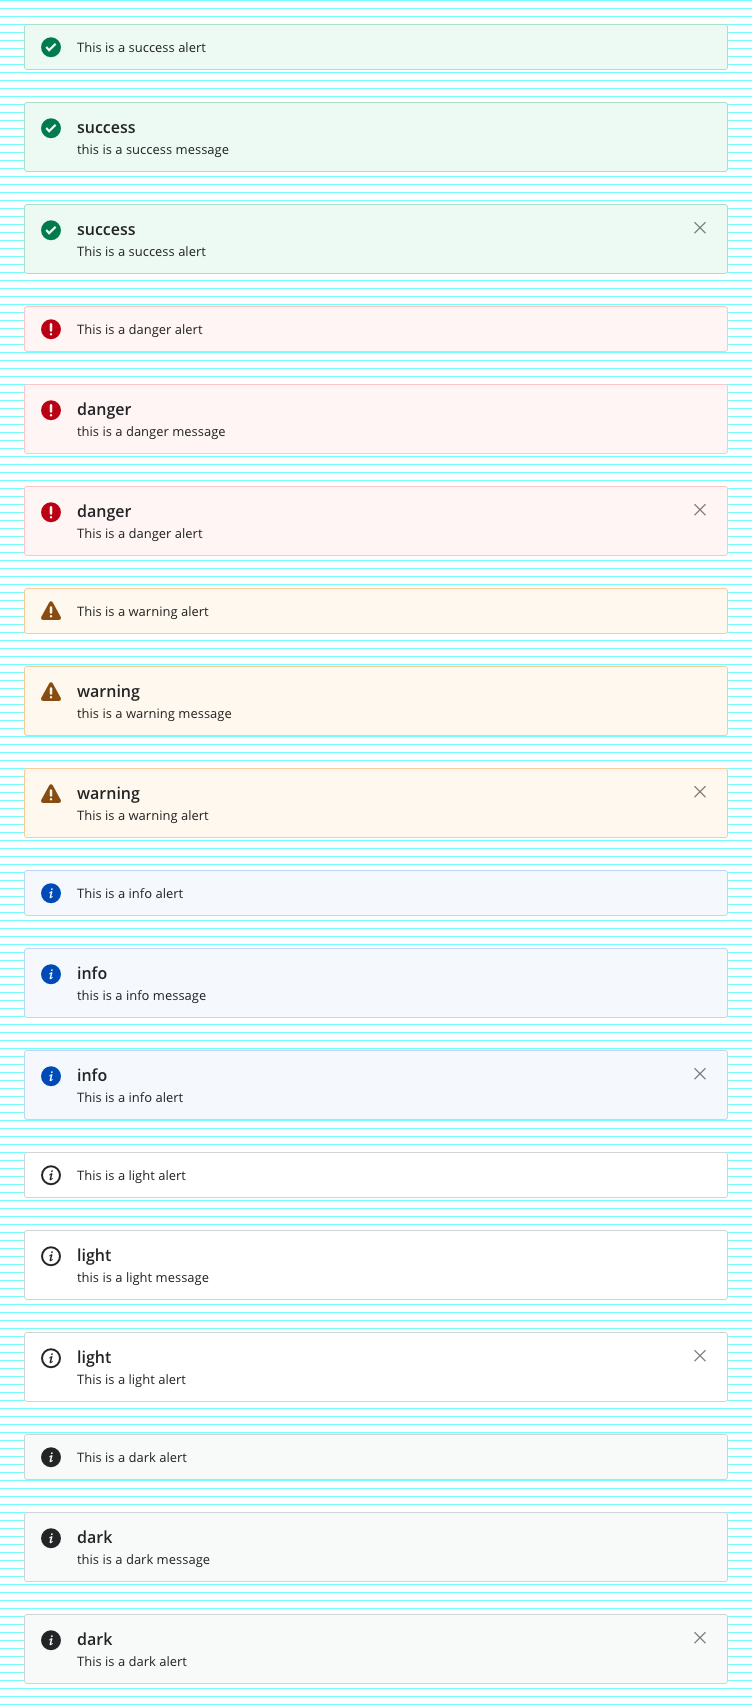 This is a success alert
success
this is a success message
success
This is a success alert
This is a danger alert
danger
this is a danger message
danger
This is a danger alert
This is a warning alert
warning
this is a warning message
warning
This is a warning alert
This is a info alert
info
this is a info message
info
This is a info alert
This is a light alert
light
this is a light message
light
This is a light alert
This is a dark alert
dark
this is a dark message
dark
This is a dark alert